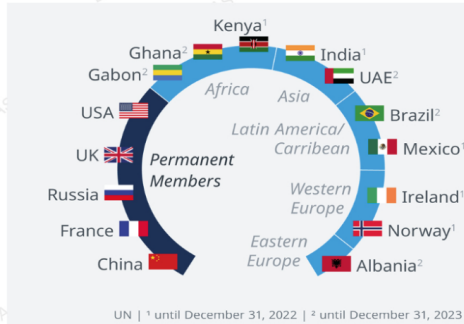 Kenya¹
Ghana²
India¹
Gabon²
UAE²
Africa
Asia
USA
Brazil²
Latin America/
Carribean
Mexico¹
UK
Permanent
Members
Western
Europe
Ireland¹
Russia
France
Norway¹
Eastern
Europe
China
Albania²
UN | ¹ until December 31, 2022 | ² until December 31, 2023